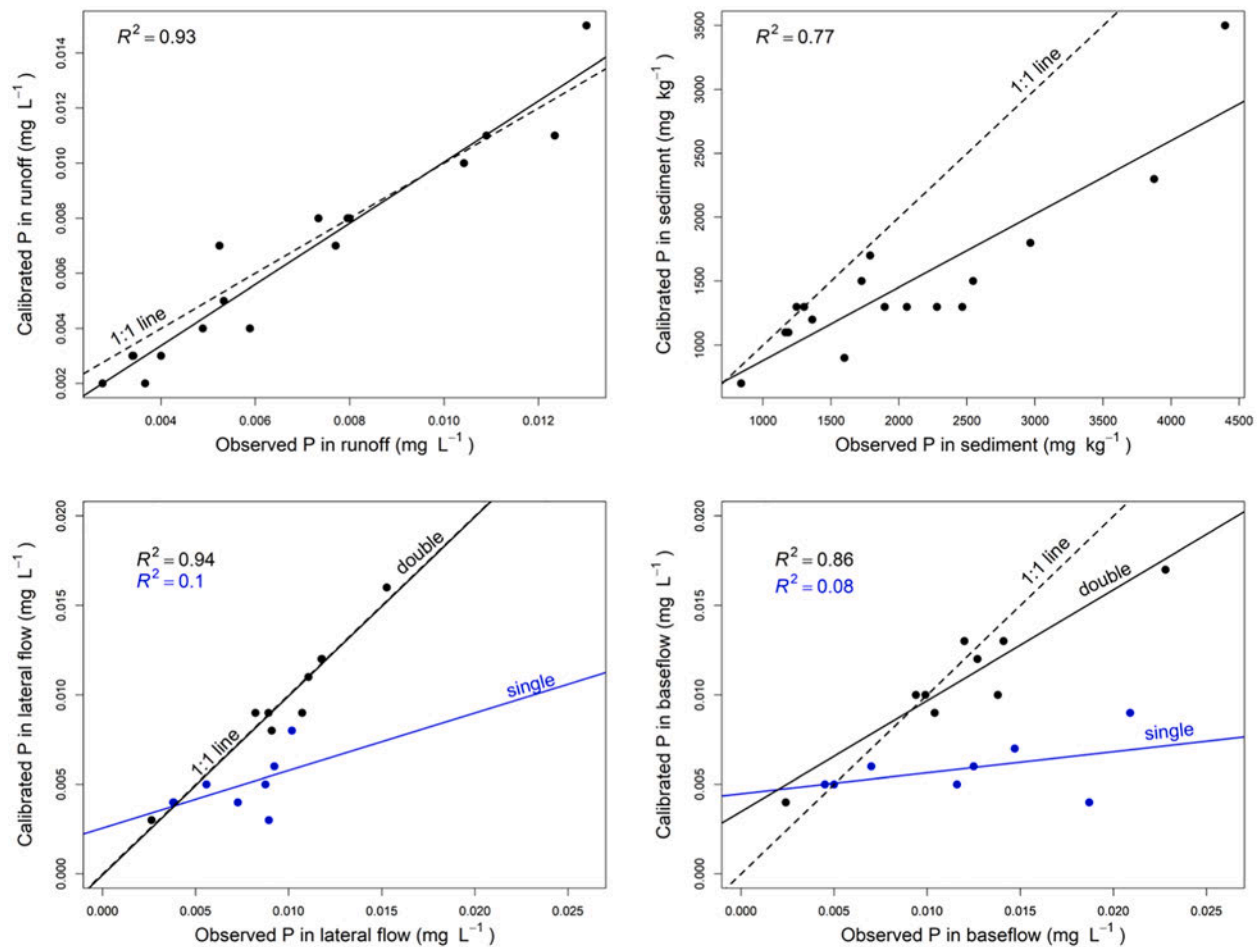 R² = 0.93
1:1 line
Calibrated P in runoff (mg L⁻¹)
0.002 0.004 0.006 0.008 0.010 0.012 0.014
0.004 0.006 0.008 0.010 0.012
Observed P in runoff (mg L⁻¹)
R² = 0.77
1:1 line
Calibrated P in sediment (mg kg⁻¹)
1000 1500 2000 2500 3000 3500
1000 1500 2000 2500 3000 3500 4000 4500
Observed P in sediment (mg kg⁻¹)
R² = 0.94
R² = 0.1
double
single
1:1 line
Calibrated P in lateral flow (mg L⁻¹)
0.000 0.005 0.010 0.015 0.020
0.000 0.005 0.010 0.015 0.020 0.025
Observed P in lateral flow (mg L⁻¹)
R² = 0.86
R² = 0.08
1:1 line
double
single
Calibrated P in baseflow (mg L⁻¹)
0.000 0.005 0.010 0.015 0.020
0.000 0.005 0.010 0.015 0.020 0.025
Observed P in baseflow (mg L⁻¹)